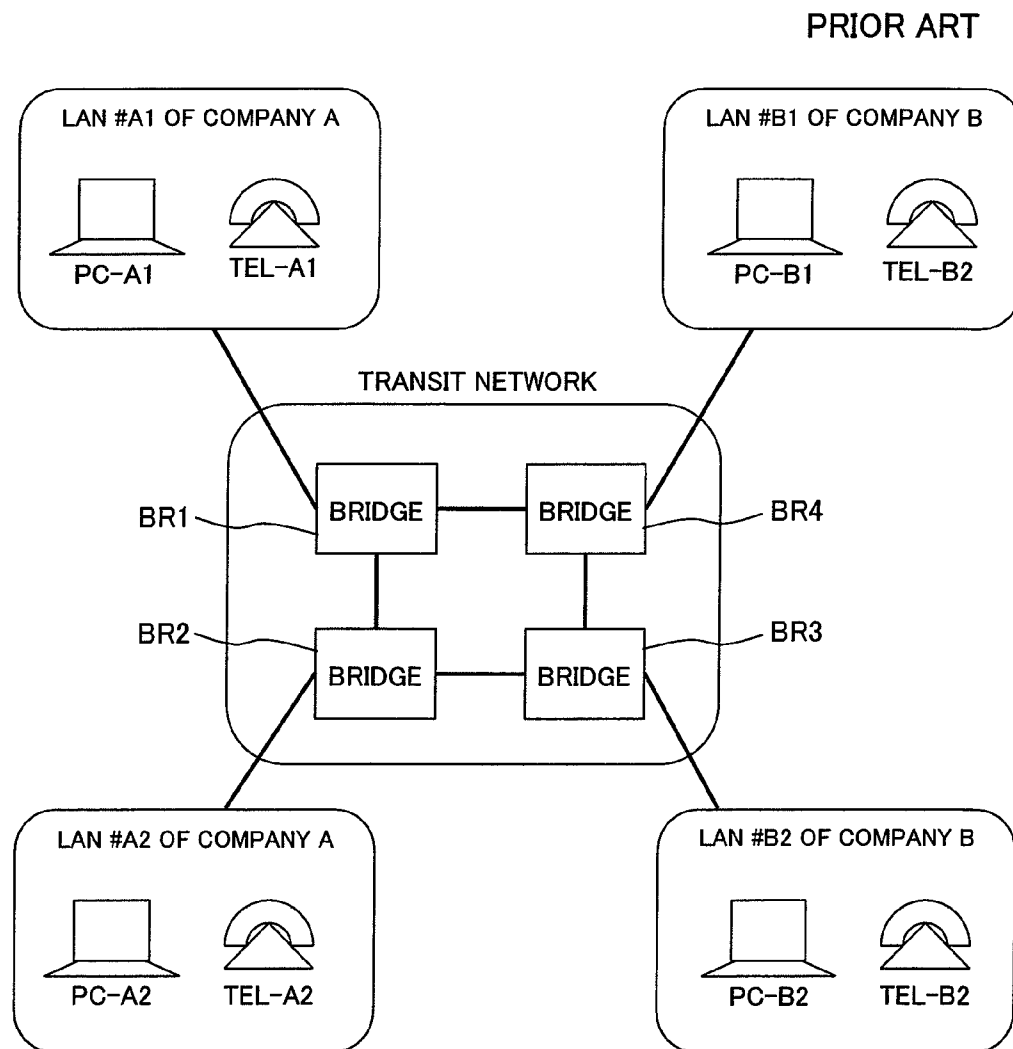 PRIOR ART
LAN #A1 OF COMPANY A
PC-A1
TEL-A1
LAN #B1 OF COMPANY B
PC-B1
TEL-B2
TRANSIT NETWORK
BR1
BRIDGE
BRIDGE
BR4
BR2
BRIDGE
BRIDGE
BR3
LAN #A2 OF COMPANY A
PC-A2
TEL-A2
LAN #B2 OF COMPANY B
PC-B2
TEL-B2